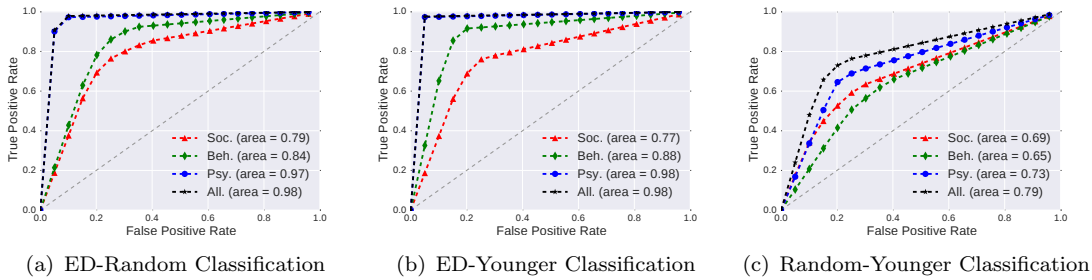 True Positive Rate
1.0
0.8
0.6
0.4
0.2
0.0
Soc. (area = 0.79)
Beh. (area = 0.84)
Psy. (area = 0.97)
All. (area = 0.98)
0.0 0.2 0.4 0.6 0.8 1.0
False Positive Rate
(a) ED-Random Classification
True Positive Rate
1.0
0.8
0.6
0.4
0.2
0.0
Soc. (area = 0.77)
Beh. (area = 0.88)
Psy. (area = 0.98)
All. (area = 0.98)
0.0 0.2 0.4 0.6 0.8 1.0
False Positive Rate
(b) ED-Younger Classification
True Positive Rate
1.0
0.8
0.6
0.4
0.2
0.0
Soc. (area = 0.69)
Beh. (area = 0.65)
Psy. (area = 0.73)
All. (area = 0.79)
0.0 0.2 0.4 0.6 0.8 1.0
False Positive Rate
(c) Random-Younger Classification